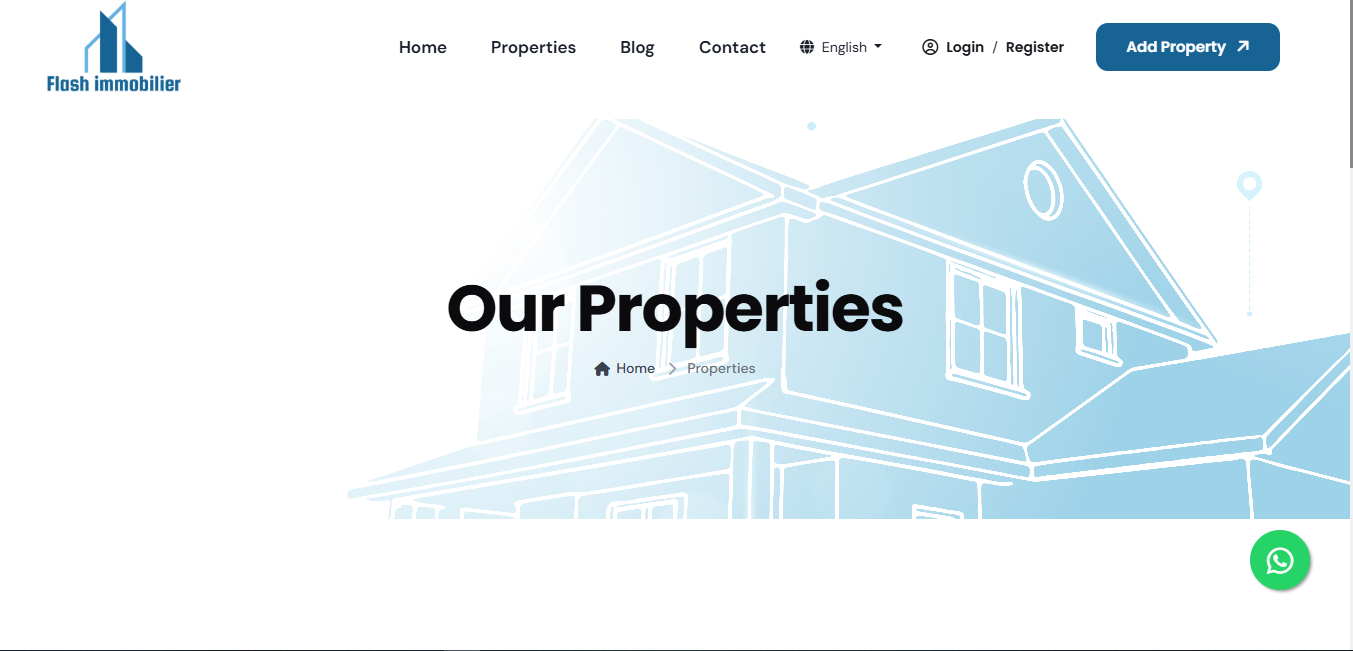 Flash immobilier
Home
Properties
Blog
Contact
English
Login / Register
Add Property
Our Properties
Home
Properties